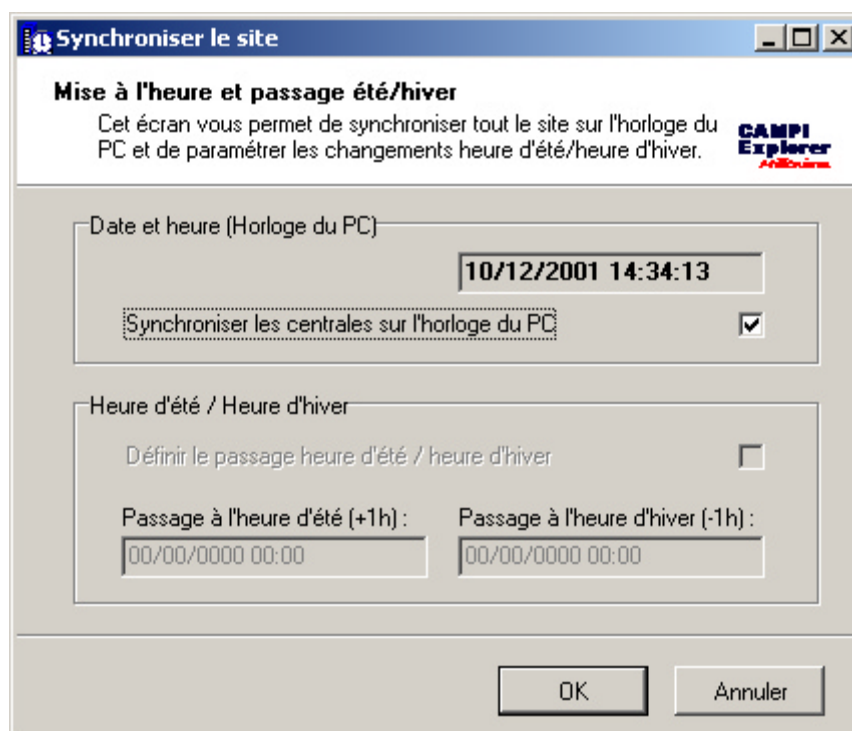 Synchroniser le site
Mise à l'heure et passage été/hiver
Cet écran vous permet de synchroniser tout le site sur l'horloge du
PC et de paramétrer les changements heure d'été/heure d'hiver.
CAMPI
Explorer
Millénium
Date et heure (Horloge du PC)
10/12/2001 14:34:13
Synchroniser les centrales sur l'horloge du PC
Heure d'été / Heure d'hiver
Définir le passage heure d'été / heure d'hiver
Passage à l'heure d'été (+1h) : Passage à l'heure d'hiver (-1h) :
00/00/0000 00:00 00/00/0000 00:00
OK Annuler